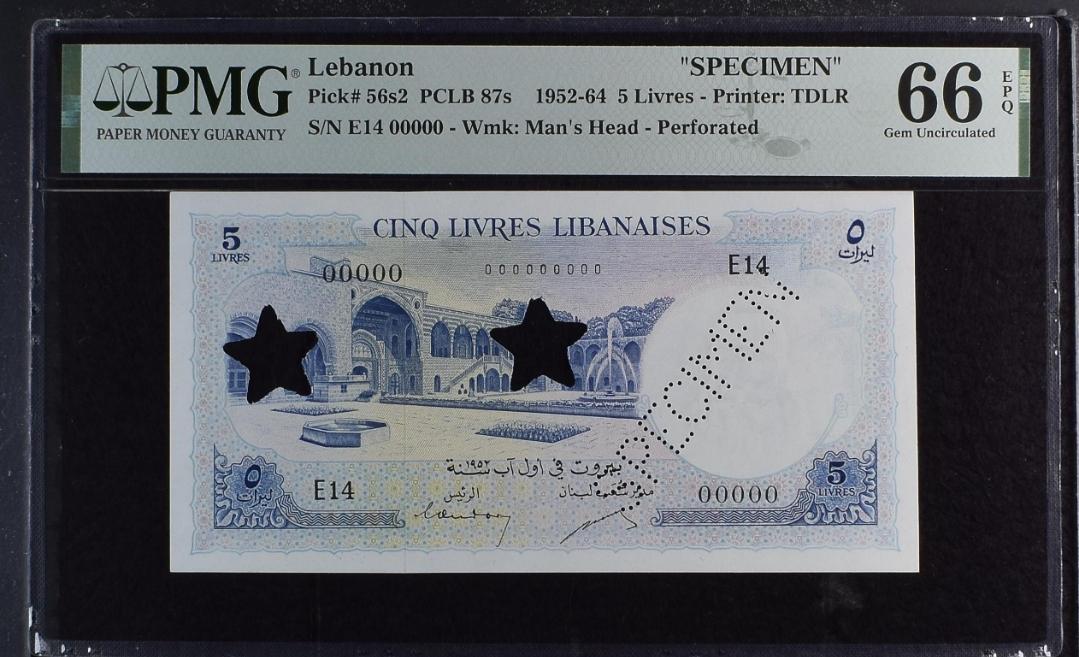 PMG®
PAPER MONEY GUARANTY
Lebanon "SPECIMEN"
Pick# 56s2 PCLB 87s 1952-64 5 Livres - Printer: TDLR
S/N E14 00000 - Wmk: Man's Head - Perforated
66 EPQ
Gem Uncirculated
CINQ LIVRES LIBANAISES
5
LIVRES
٥
ليرات
00000 000000000 E14
SPECIMEN
بيروت في اول آب سنة ١٩٥٢
الرئيس
٥
ليرات
E14
00000
5
LIVRES